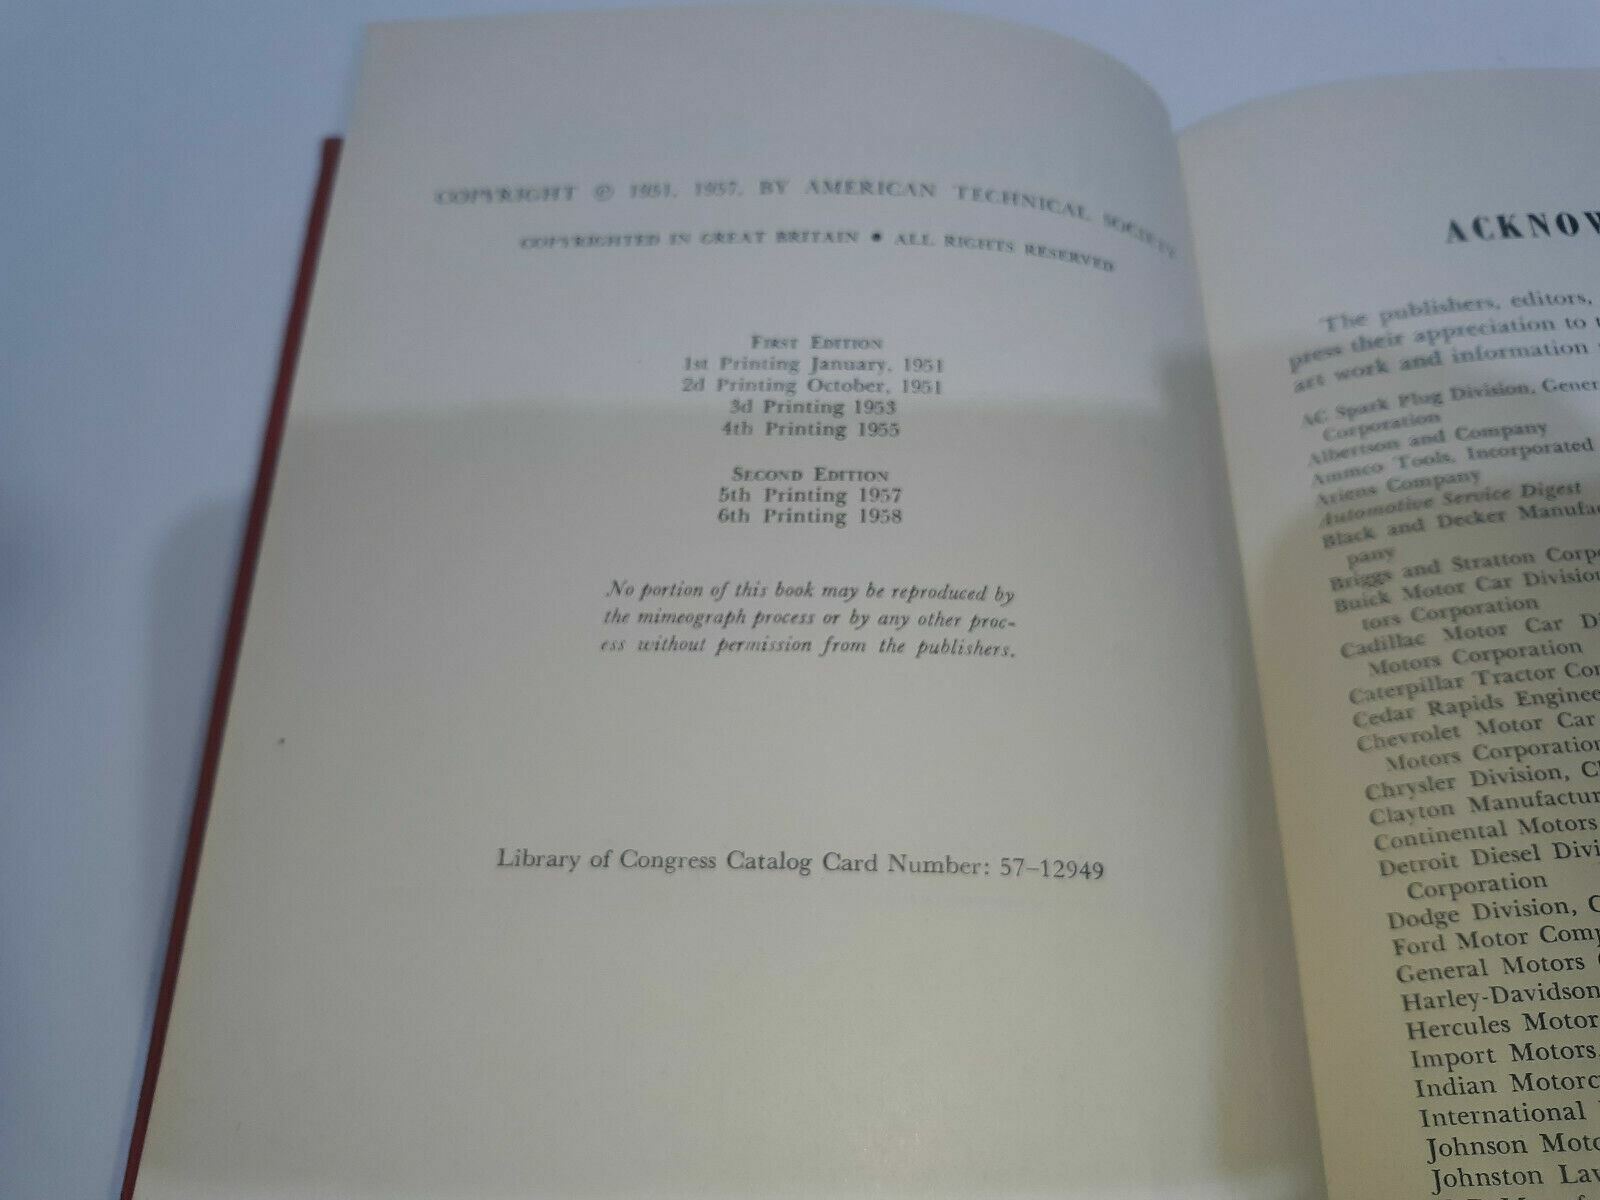 COPYRIGHT © 1951, 1957, BY AMERICAN TECHNICAL SOCIETY
COPYRIGHTED IN GREAT BRITAIN • ALL RIGHTS RESERVED
FIRST EDITION
1st Printing January, 1951
2d Printing October, 1951
3d Printing 1953
4th Printing 1955
SECOND EDITION
5th Printing 1957
6th Printing 1958
No portion of this book may be reproduced by
the mimeograph process or by any other proc-
ess without permission from the publishers.
Library of Congress Catalog Card Number: 57-12949
ACKNOW
The publishers, editors,
press their appreciation to
art work and information
AC Spark Plug Division, Gener
Corporation
Albertson and Company
Ammco Tools, Incorporated
Ariens Company
Automotive Service Digest
Black and Decker Manufa
pany
Briggs and Stratton Corp
Buick Motor Car Division
tors Corporation
Cadillac Motor Car D
Motors Corporation
Caterpillar Tractor Co
Cedar Rapids Enginee
Chevrolet Motor Car
Motors Corporation
Chrysler Division, C
Clayton Manufactur
Continental Motors
Detroit Diesel Divi
Corporation
Dodge Division, C
Ford Motor Comp
General Motors
Harley-Davidson
Hercules Motor
Import Motors,
Indian Motorc
International
Johnson Moto
Johnston Law